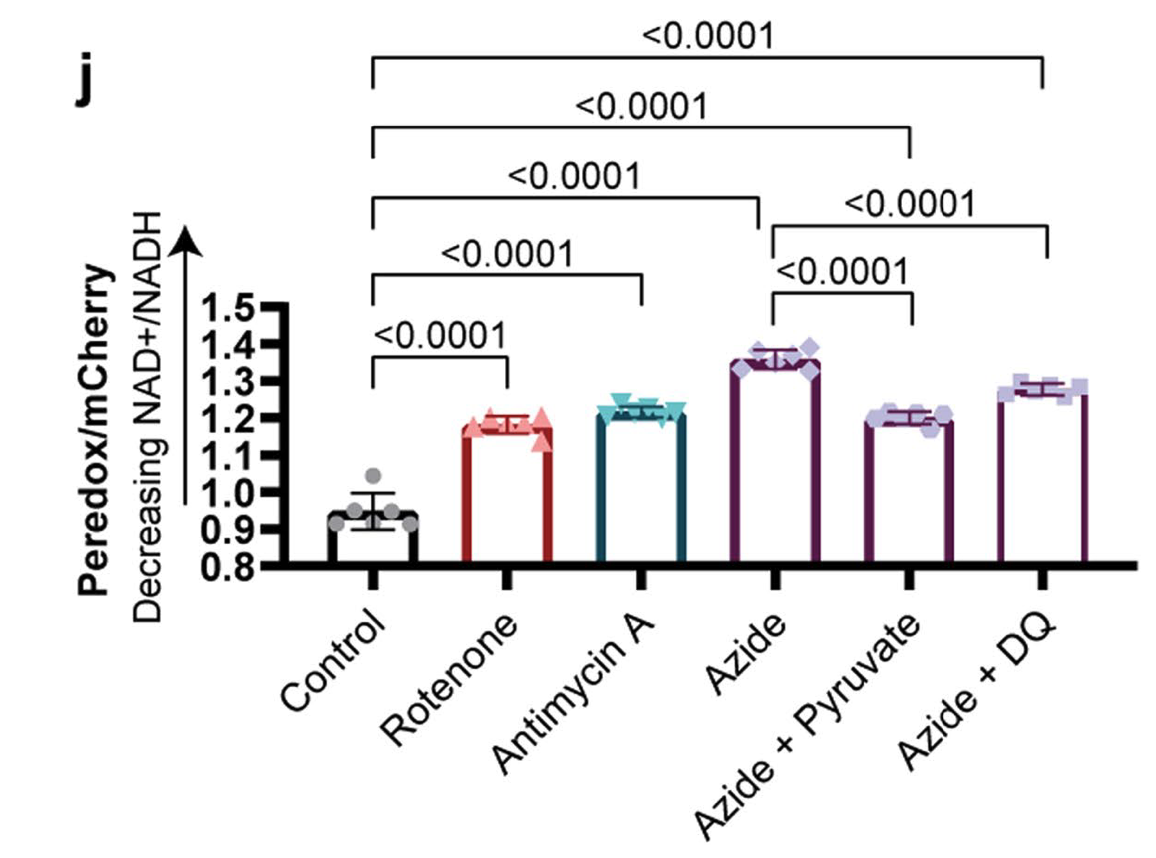 j
<0.0001
<0.0001
<0.0001
<0.0001
<0.0001
<0.0001
<0.0001
Peredox/mCherry
Decreasing NAD+/NADH
1.5
1.4
1.3
1.2
1.1
1.0
0.9
0.8
Control
Rotenone
Antimycin A
Azide
Azide + Pyruvate
Azide + DQ